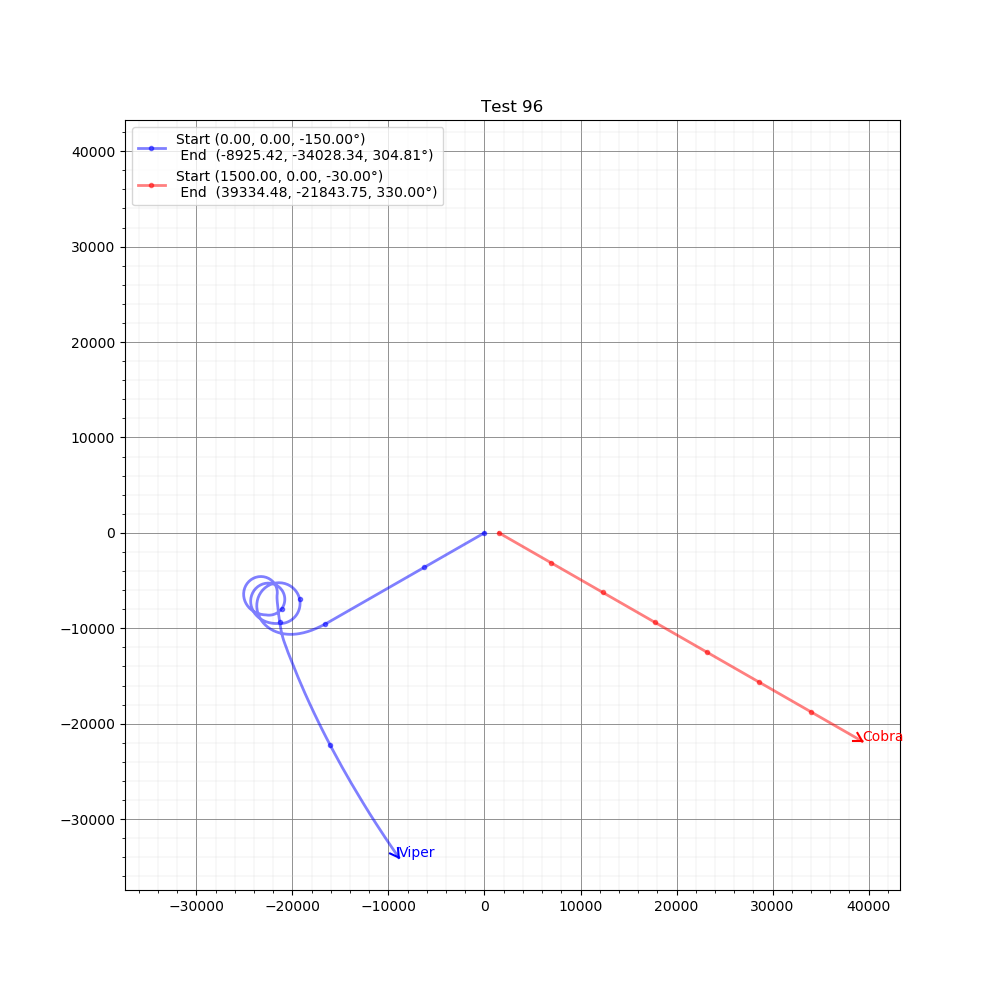 Test 96
Start (0.00, 0.00, -150.00°)
End  (-8925.42, -34028.34, 304.81°)
Start (1500.00, 0.00, -30.00°)
End  (39334.48, -21843.75, 330.00°)
40000
30000
20000
10000
0
−10000
−20000
−30000
Cobra
Viper
−30000 −20000 −10000 0 10000 20000 30000 40000